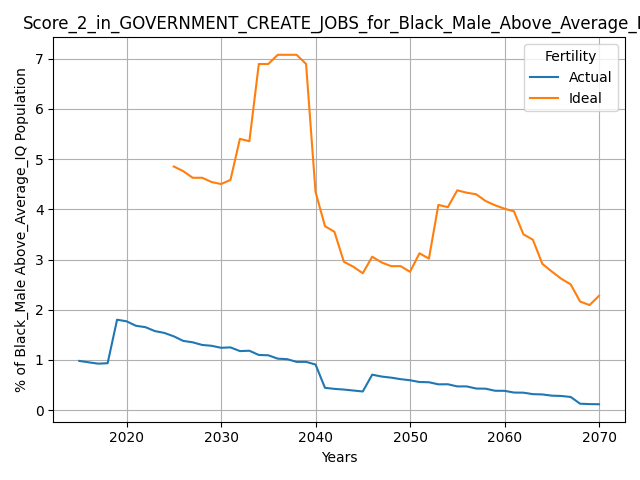 Score_2_in_GOVERNMENT_CREATE_JOBS_for_Black_Male_Above_Average_I
Fertility
Actual
Ideal
% of Black_Male Above_Average_IQ Population
7
6
5
4
3
2
1
0
2020 2030 2040 2050 2060 2070
Years